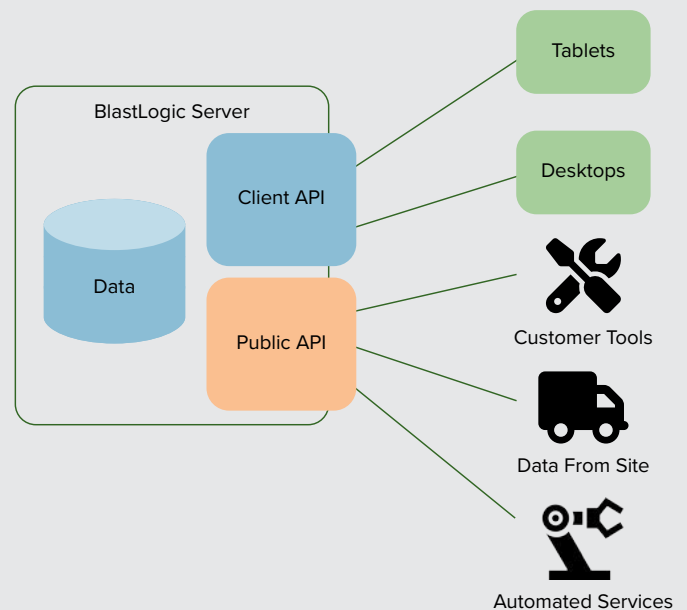 Tablets
BlastLogic Server
Client API
Desktops
Data
Public API
Customer Tools
Data From Site
Automated Services